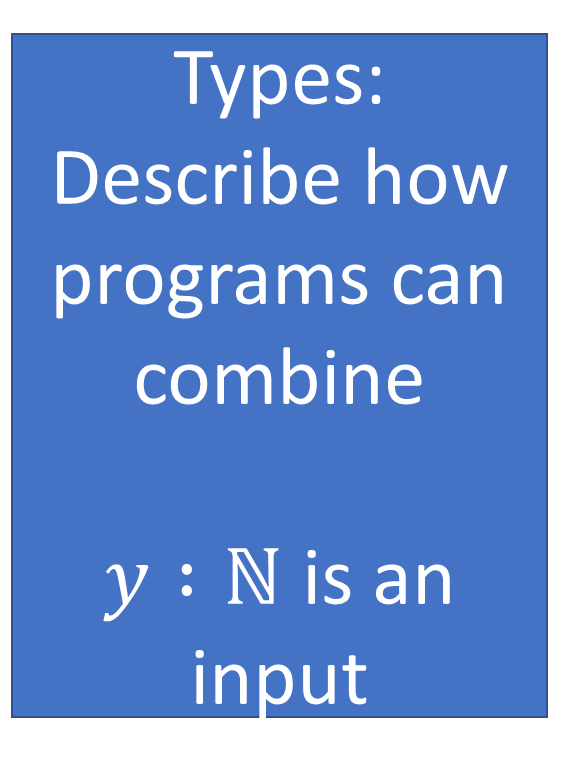 Types:
Describe how
programs can
combine
y : ℕ is an
input